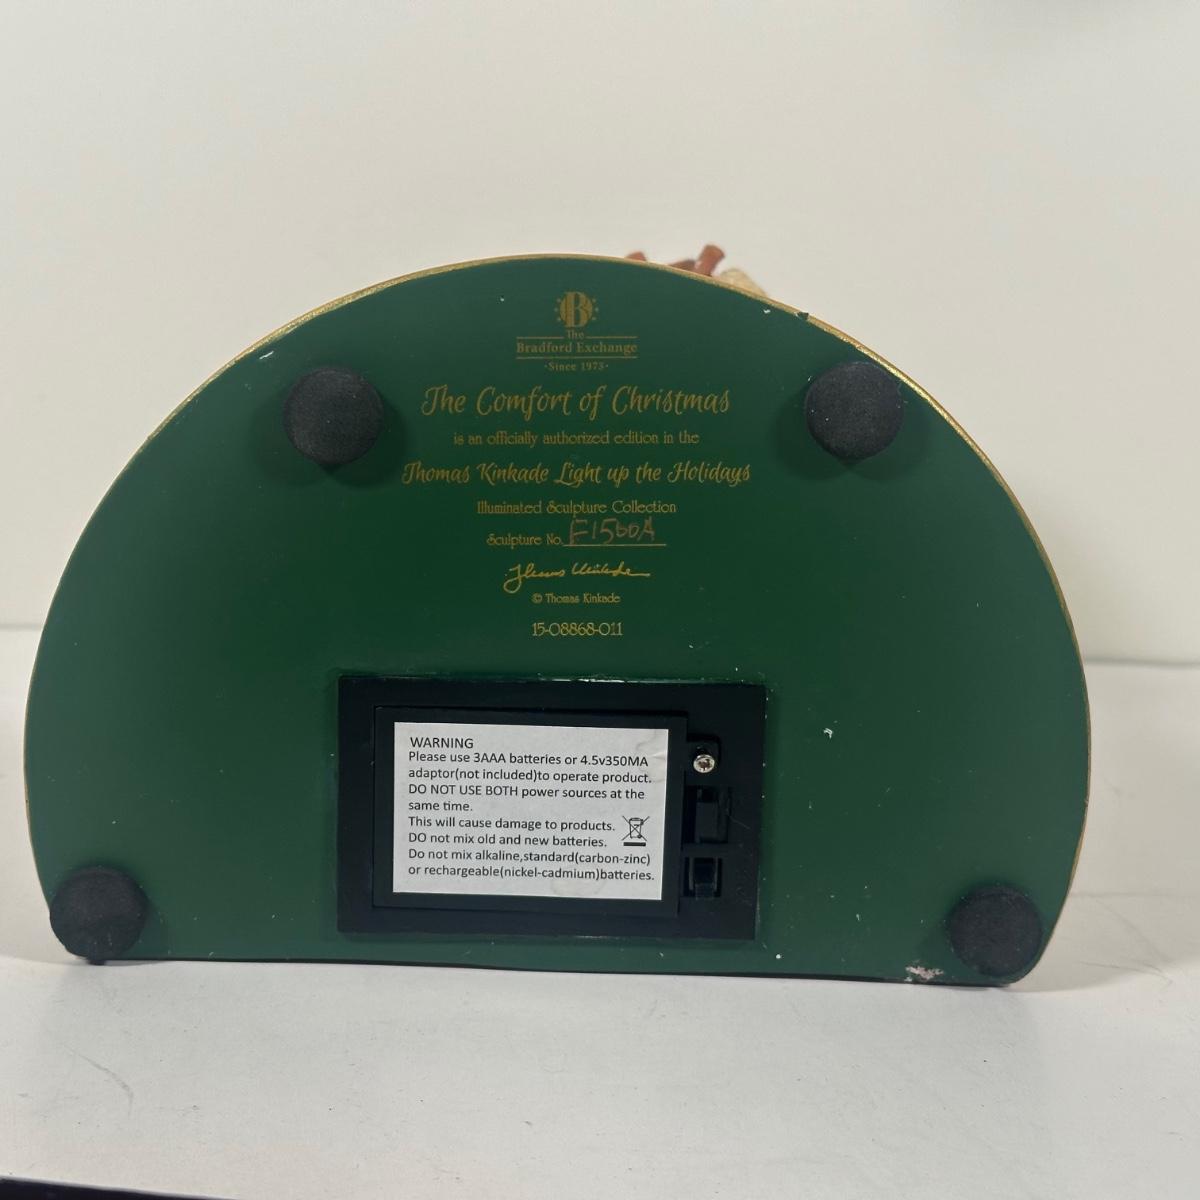 B
The
Bradford Exchange
·Since 1973·
The Comfort of Christmas
is an officially authorized edition in the
Thomas Kinkade Light up the Holidays
Illuminated Sculpture Collection
Sculpture No. F1560A
Thomas Kinkade
© Thomas Kinkade
15-08868-011
WARNING
Please use 3AAA batteries or 4.5v350MA
adaptor(not included)to operate product.
DO NOT USE BOTH power sources at the
same time.
This will cause damage to products.
DO not mix old and new batteries.
Do not mix alkaline,standard(carbon-zinc)
or rechargeable(nickel-cadmium)batteries.